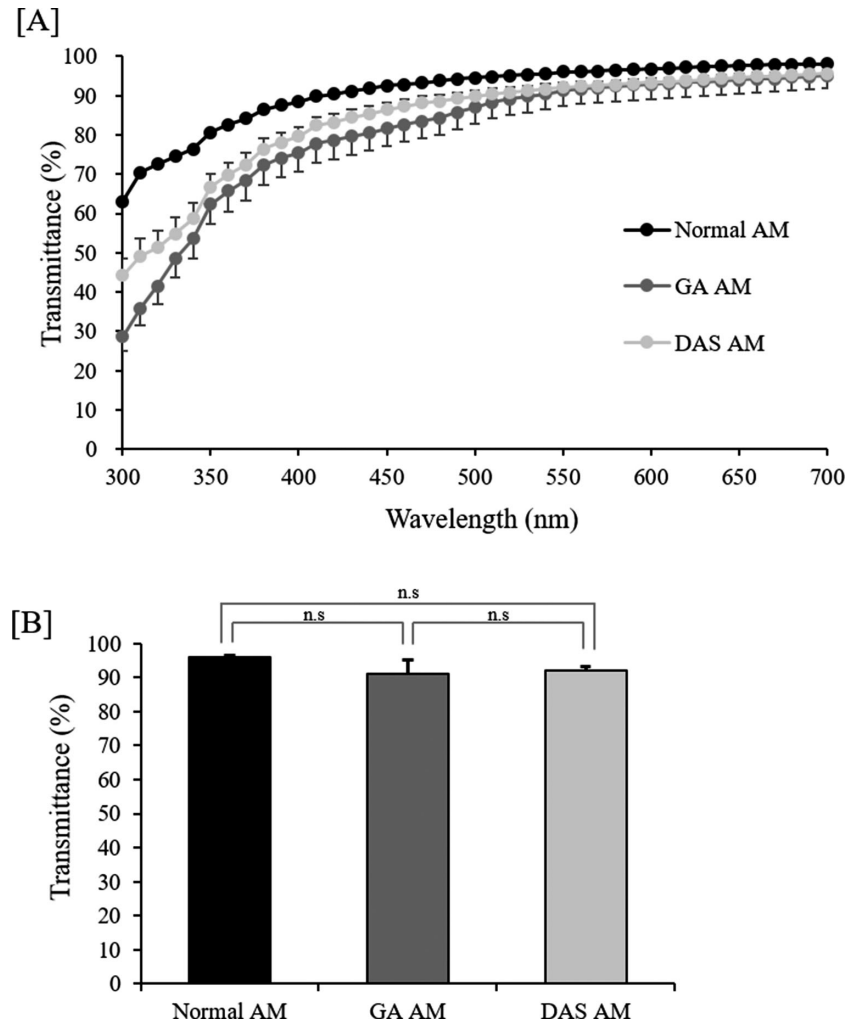 [A]
100
90
80
70
60
50
40
30
20
10
0
Transmittance (%)
Normal AM
GA AM
DAS AM
300 350 400 450 500 550 600 650 700
Wavelength (nm)
[B]
n.s
n.s n.s
100
90
80
70
60
50
40
30
20
10
0
Transmittance (%)
Normal AM GA AM DAS AM